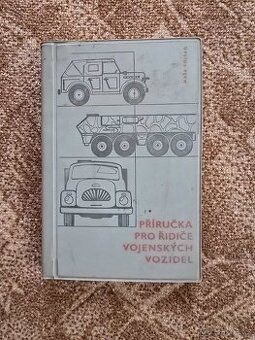 PŘÍRUČKA
PRO ŘIDIČE
VOJENSKÝCH
VOZIDEL